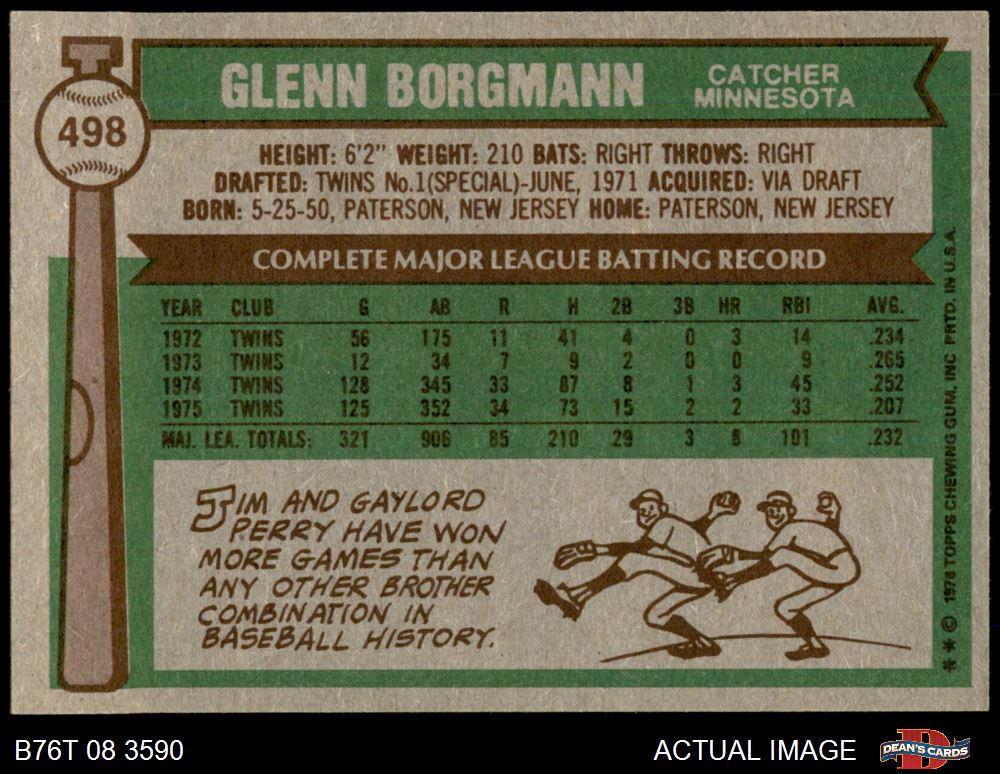 498
GLENN BORGMANN
CATCHER
MINNESOTA
HEIGHT: 6'2" WEIGHT: 210 BATS: RIGHT THROWS: RIGHT
DRAFTED: TWINS No.1(SPECIAL)-JUNE, 1971 ACQUIRED: VIA DRAFT
BORN: 5-25-50, PATERSON, NEW JERSEY HOME: PATERSON, NEW JERSEY
COMPLETE MAJOR LEAGUE BATTING RECORD
YEAR CLUB G AB R H 2B 3B HR RBI AVG.
1972 TWINS 56 175 11 41 4 0 3 14 .234
1973 TWINS 12 34 7 9 2 0 0 9 .265
1974 TWINS 128 345 33 87 8 1 3 45 .252
1975 TWINS 125 352 34 73 15 2 2 33 .207
MAJ. LEA. TOTALS: 321 906 85 210 29 3 8 101 .232
JIM AND GAYLORD
PERRY HAVE WON
MORE GAMES THAN
ANY OTHER BROTHER
COMBINATION IN
BASEBALL HISTORY.
** © 1976 TOPPS CHEWING GUM, INC PRTD. IN U.S.A.
B76T 08 3590
ACTUAL IMAGE
DEAN'S CARDS